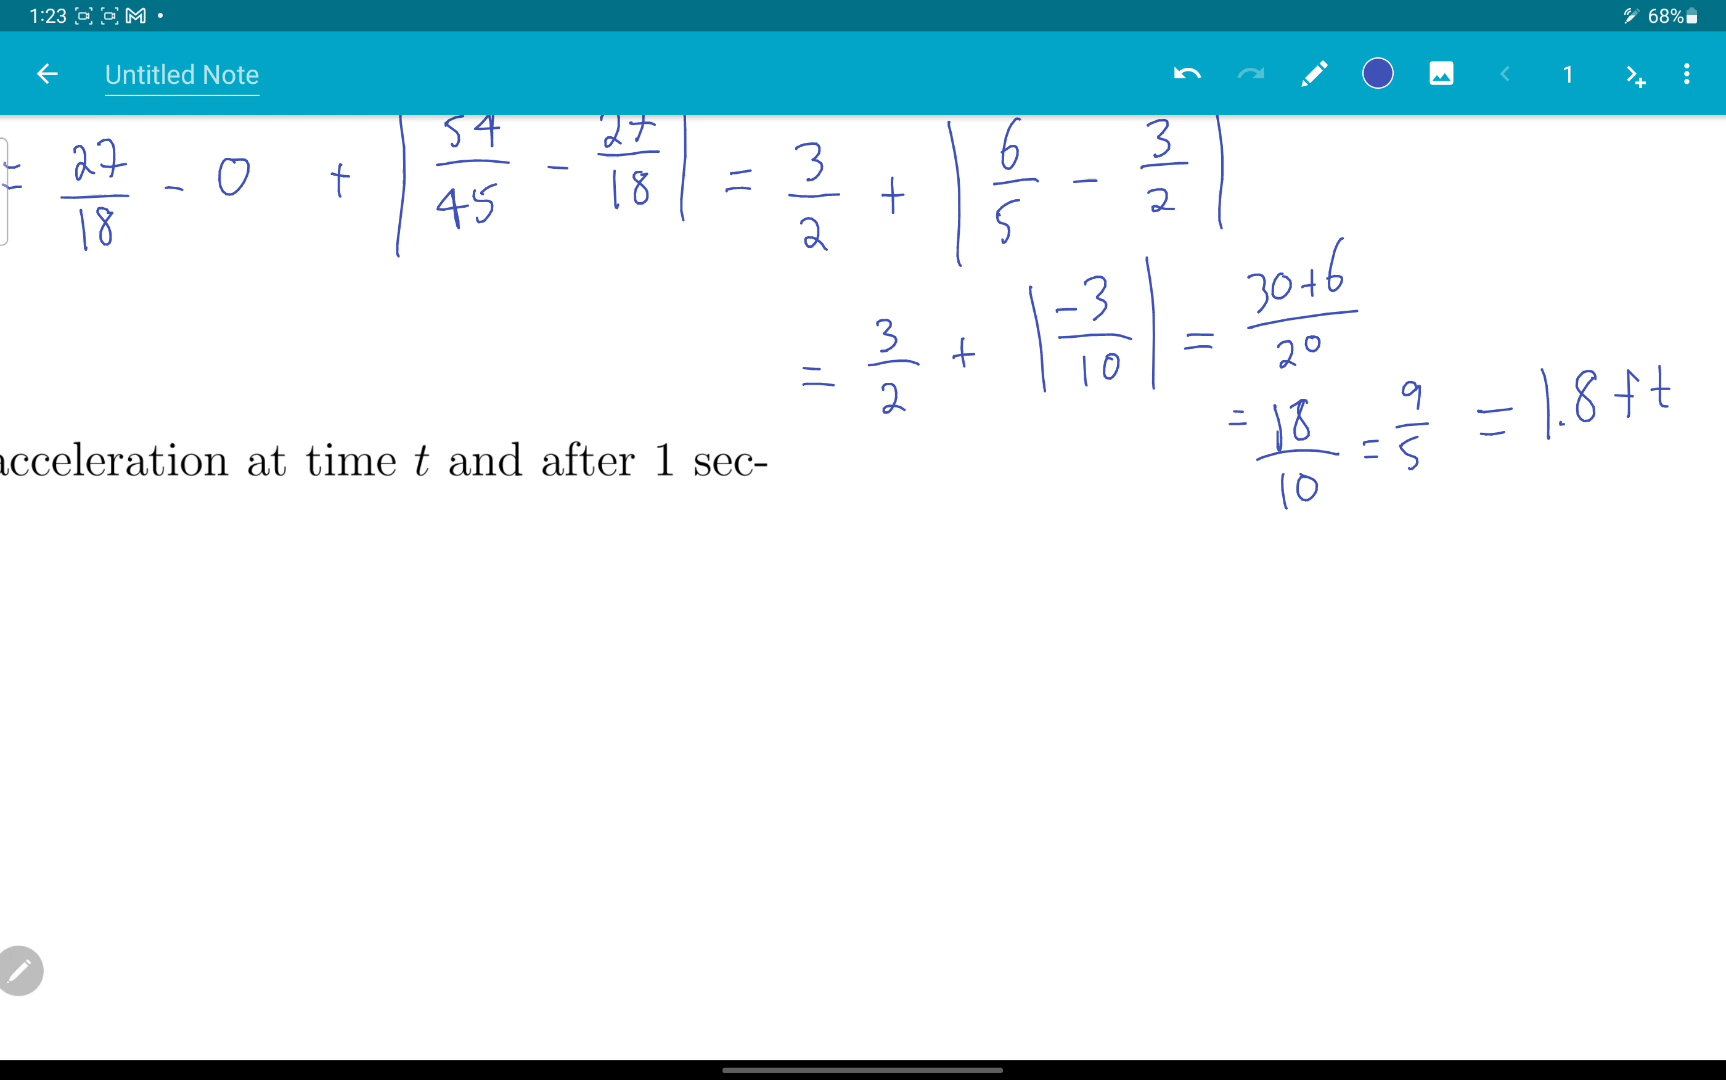 1:23 68%
Untitled Note 1
= 27/18 - 0 + |54/45 - 27/18| = 3/2 + |6/5 - 3/2|
= 3/2 + |-3/10| = 30+6/20
= 18/10 = 9/5 = 1.8 ft
acceleration at time t and after 1 sec-